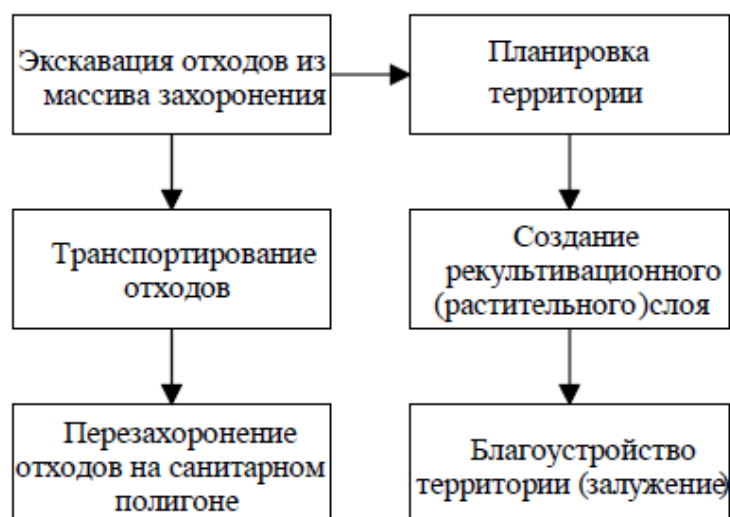 Экскавация отходов из
массива захоронения
Планировка
территории
Транспортирование
отходов
Создание
рекультивационного
(растительного)слоя
Перезахоронение
отходов на санитарном
полигоне
Благоустройство
территории (залужение)